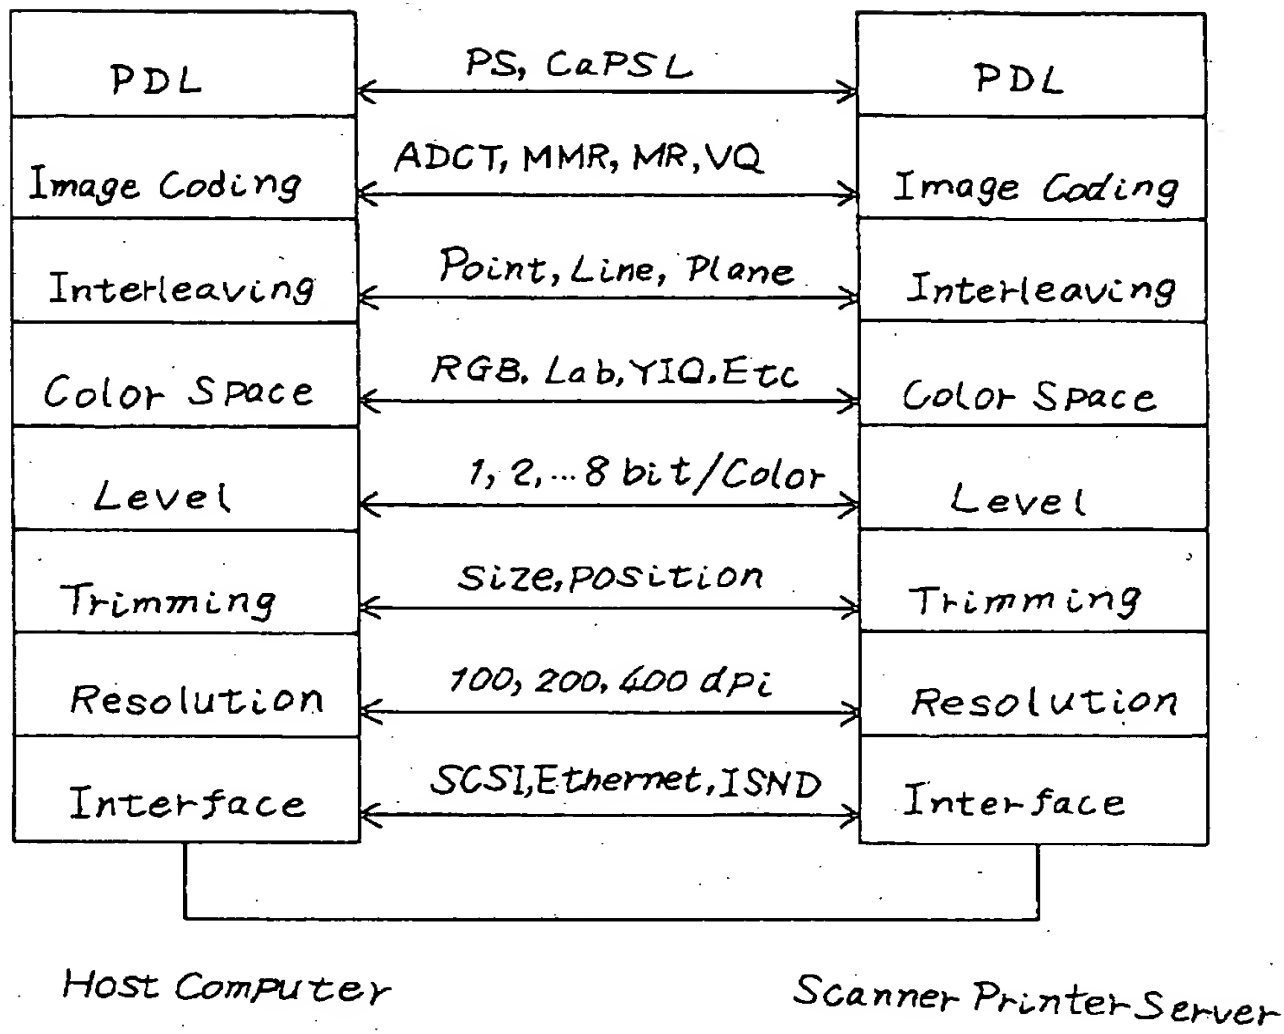 PDL
PS, CaPSL
PDL
Image Coding
ADCT, MMR, MR, VQ
Image Coding
Interleaving
Point, Line, Plane
Interleaving
Color Space
RGB. Lab, YIQ. Etc
Color Space
Level
1, 2, ... 8 bit/Color
Level
Trimming
Size, Position
Trimming
Resolution
100, 200, 400 dpi
Resolution
Interface
SCSI, Ethernet, ISND
Interface
Host Computer
Scanner Printer Server